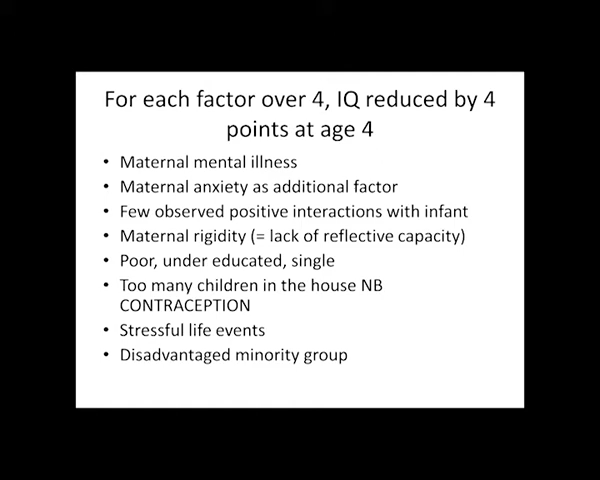 For each factor over 4, IQ reduced by 4
points at age 4
• Maternal mental illness
• Maternal anxiety as additional factor
• Few observed positive interactions with infant
• Maternal rigidity (= lack of reflective capacity)
• Poor, under educated, single
• Too many children in the house NB
CONTRACEPTION
• Stressful life events
• Disadvantaged minority group